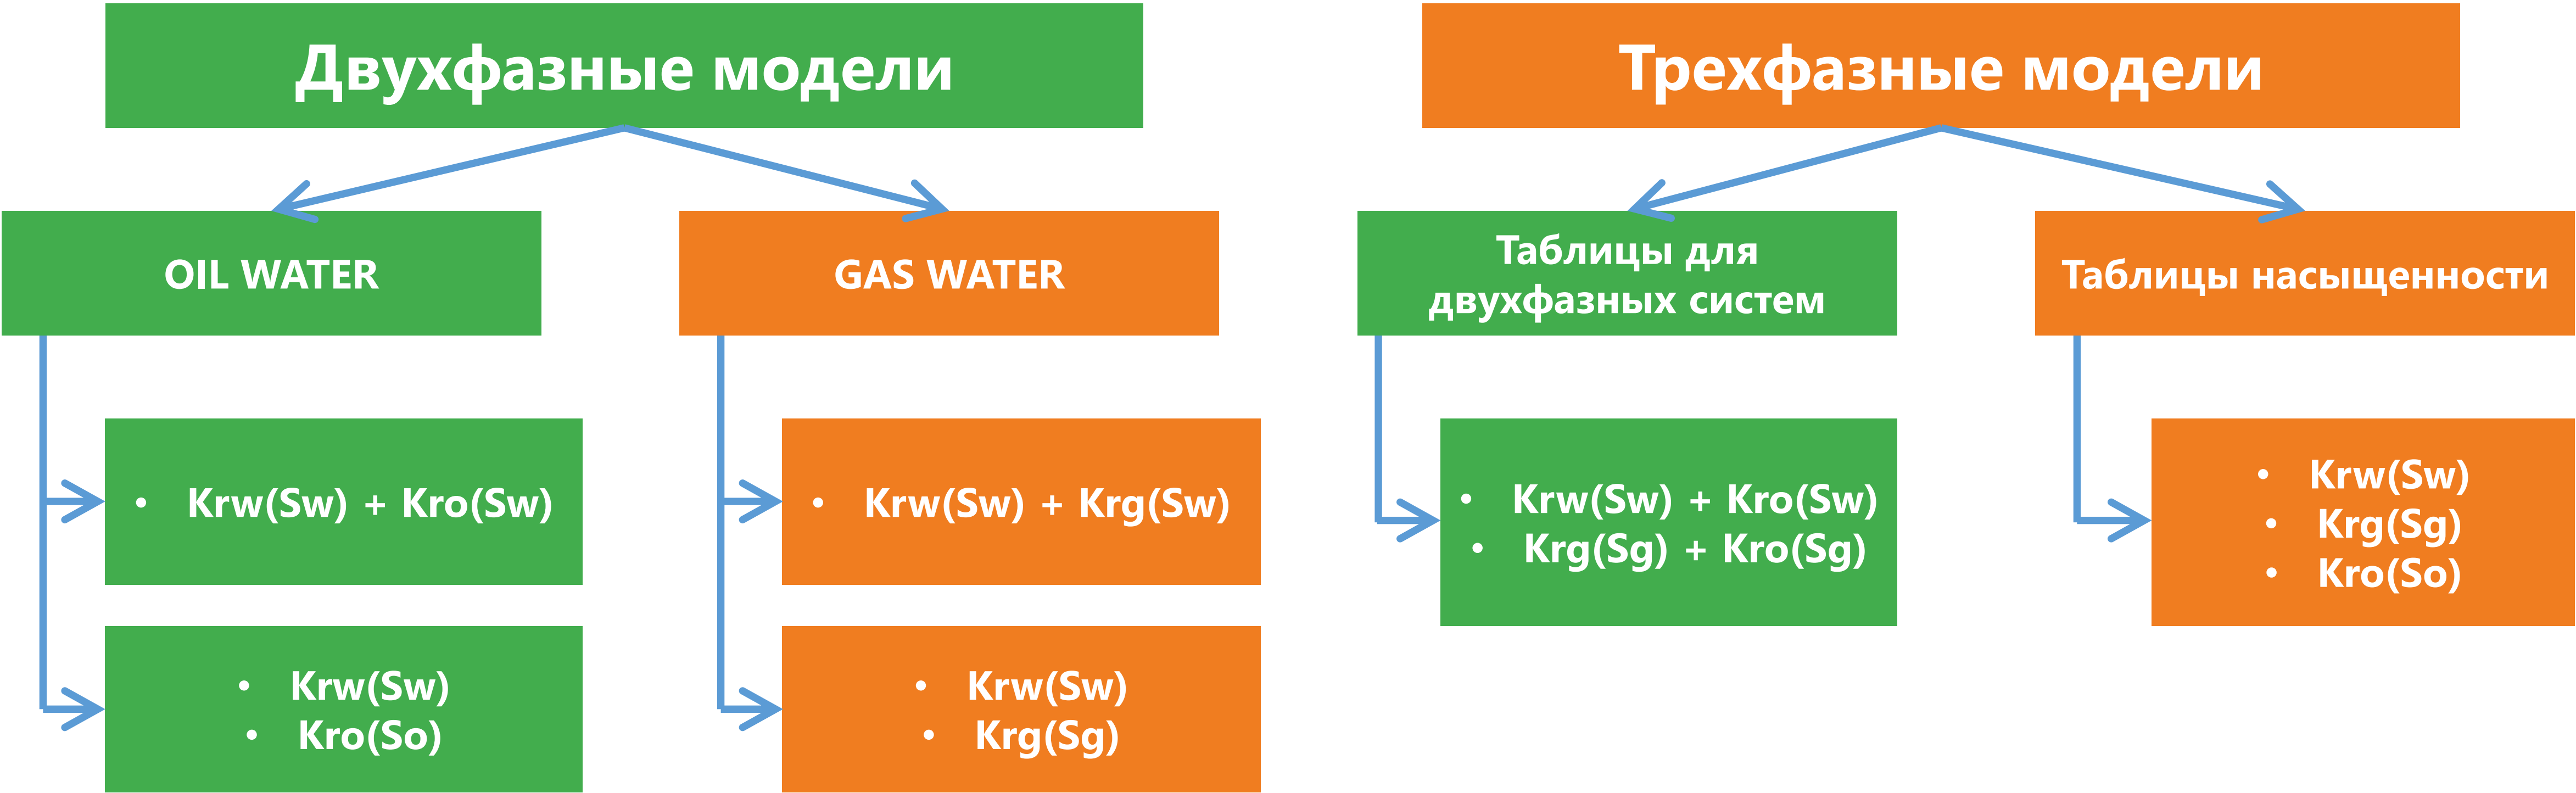 Двухфазные модели
Трехфазные модели
OIL WATER
GAS WATER
Таблицы для
двухфазных систем
Таблицы насыщенности
• Krw(Sw) + Kro(Sw)
• Krw(Sw)
• Kro(So)
• Krw(Sw) + Krg(Sw)
• Krw(Sw)
• Krg(Sg)
• Krw(Sw) + Kro(Sw)
• Krg(Sg) + Kro(Sg)
• Krw(Sw)
• Krg(Sg)
• Kro(So)